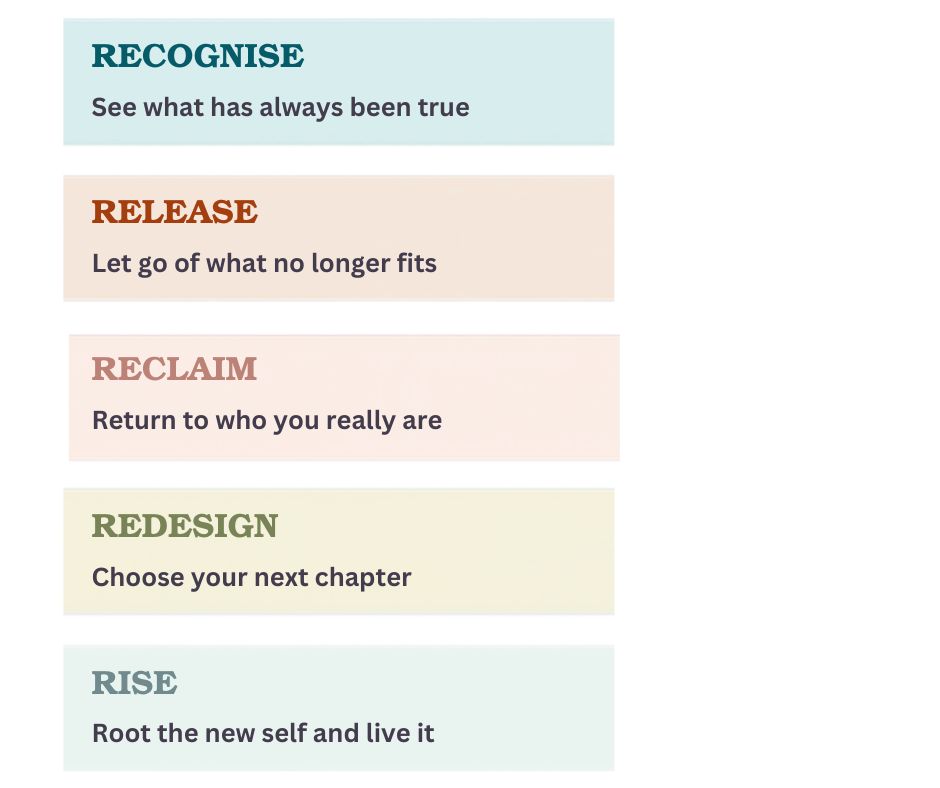 RECOGNISE
See what has always been true
RELEASE
Let go of what no longer fits
RECLAIM
Return to who you really are
REDESIGN
Choose your next chapter
RISE
Root the new self and live it